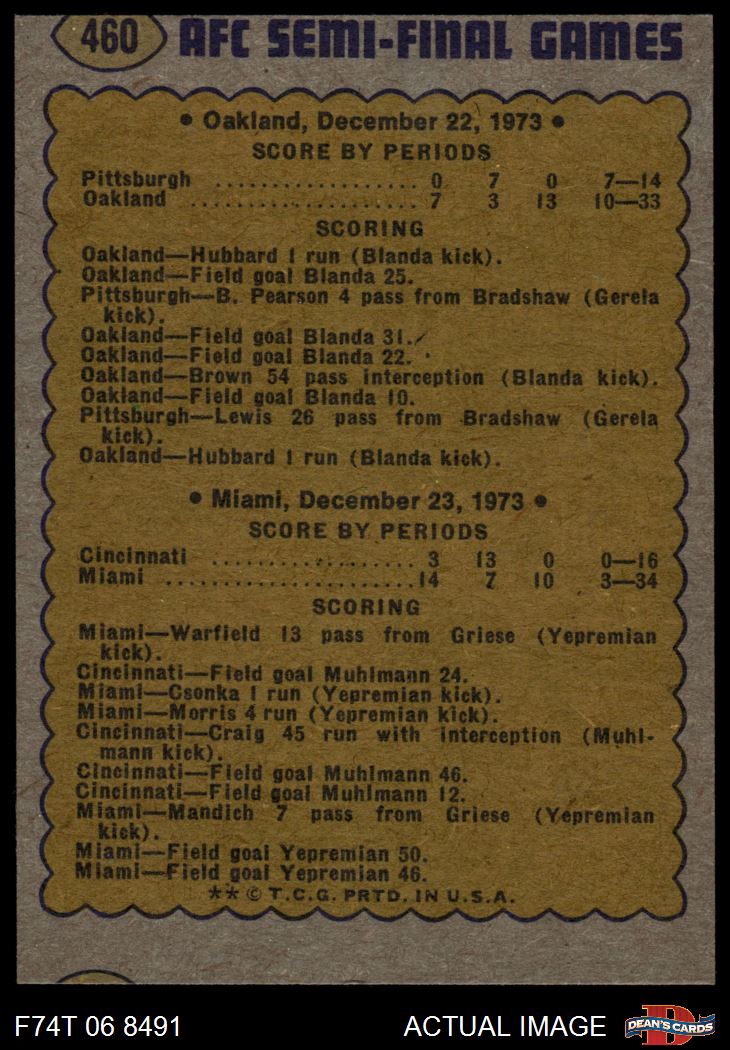 460 AFC SEMI-FINAL GAMES
• Oakland, December 22, 1973 •
SCORE BY PERIODS
Pittsburgh .................. 0 7 0 7—14
Oakland .................... 7 3 13 10—33
SCORING
Oakland—Hubbard 1 run (Blanda kick).
Oakland—Field goal Blanda 25.
Pittsburgh—B. Pearson 4 pass from Bradshaw (Gerela
kick).
Oakland—Field goal Blanda 31.
Oakland—Field goal Blanda 22.
Oakland—Brown 54 pass interception (Blanda kick).
Oakland—Field goal Blanda 10.
Pittsburgh—Lewis 26 pass from Bradshaw (Gerela
kick).
Oakland—Hubbard 1 run (Blanda kick).
• Miami, December 23, 1973 •
SCORE BY PERIODS
Cincinnati .................. 3 13 0 0—16
Miami ...................... 14 7 10 3—34
SCORING
Miami—Warfield 13 pass from Griese (Yepremian
kick).
Cincinnati—Field goal Muhlmann 24.
Miami—Csonka 1 run (Yepremian kick).
Miami—Morris 4 run (Yepremian kick).
Cincinnati—Craig 45 run with interception (Muhl-
mann kick).
Cincinnati—Field goal Muhlmann 46.
Cincinnati—Field goal Muhlmann 12.
Miami—Mandich 7 pass from Griese (Yepremian
kick).
Miami—Field goal Yepremian 50.
Miami—Field goal Yepremian 46.
** © T.C.G. PRTD. IN U.S.A.
F74T 06 8491 ACTUAL IMAGE D DEAN'S CARDS